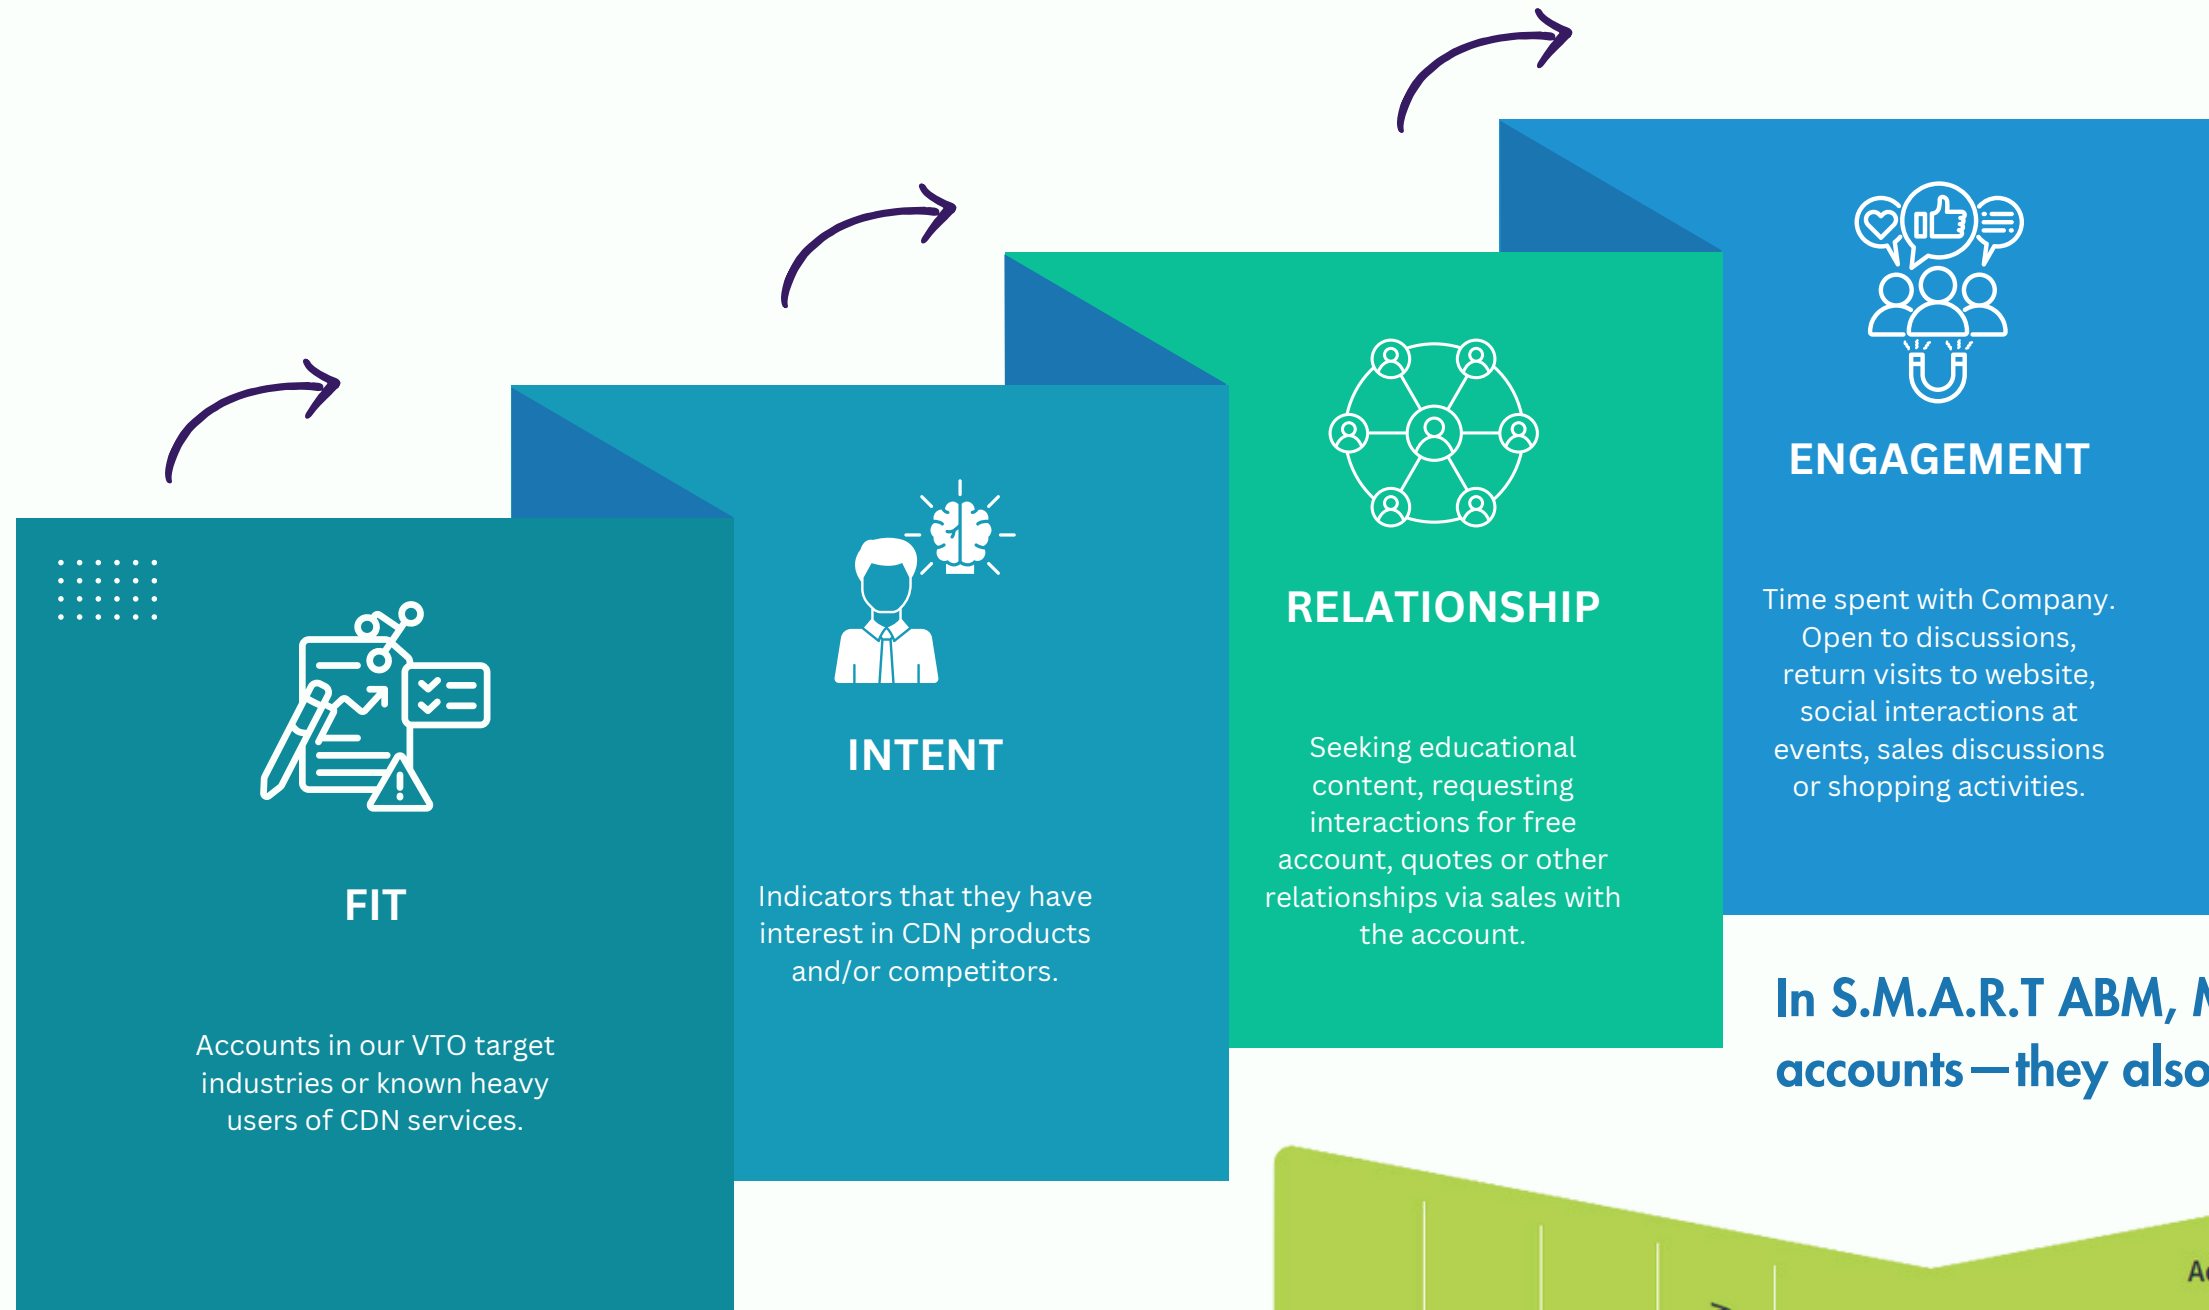 FIT
Accounts in our VTO target
industries or known heavy
users of CDN services.
INTENT
Indicators that they have
interest in CDN products
and/or competitors.
RELATIONSHIP
Seeking educational
content, requesting
interactions for free
account, quotes or other
relationships via sales with
the account.
ENGAGEMENT
Time spent with Company.
Open to discussions,
return visits to website,
social interactions at
events, sales discussions
or shopping activities.
In S.M.A.R.T ABM,
accounts—they also